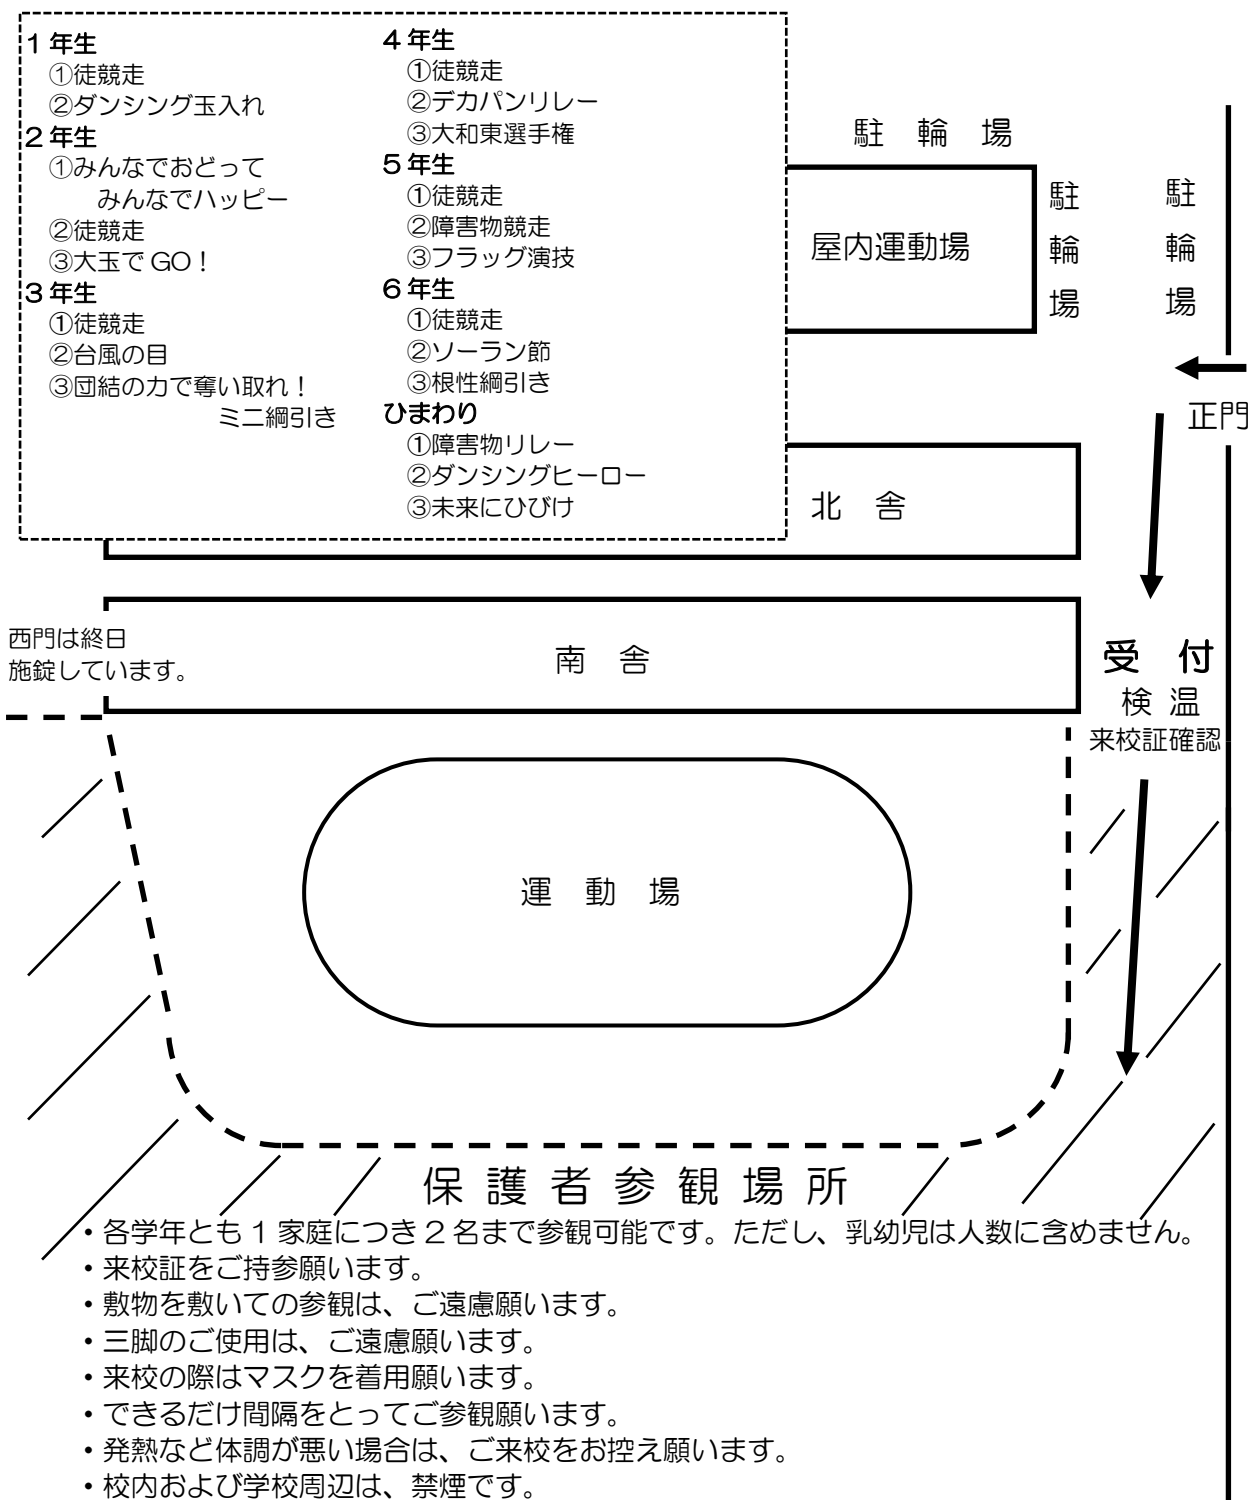 １年生
①徒競走
②ダンシング玉入れ
２年生
①みんなでおどって
みんなでハッピー
②徒競走
③大玉で GO！
３年生
①徒競走
②台風の目
③団結の力で奪い取れ！
ミニ綱引き
４年生
①徒競走
②デカパンリレー
③大和東選手権
５年生
①徒競走
②障害物競走
③フラッグ演技
６年生
①徒競走
②ソーラン節
③根性綱引き
ひまわり
①障害物リレー
②ダンシングヒーロー
③未来にひびけ
駐　輪　場
屋内運動場
駐輪場
駐輪場
正門
北　舎
西門は終日
施錠しています。
南　舎
受　付
検 温
来校証確認
運　動　場
保 護 者 参 観 場 所
・各学年とも１家庭につき２名まで参観可能です。ただし、乳幼児は人数に含めません。
・来校証をご持参願います。
・敷物を敷いての参観は、ご遠慮願います。
・三脚のご使用は、ご遠慮願います。
・来校の際はマスクを着用願います。
・できるだけ間隔をとってご参観願います。
・発熱など体調が悪い場合は、ご来校をお控え願います。
・校内および学校周辺は、禁煙です。